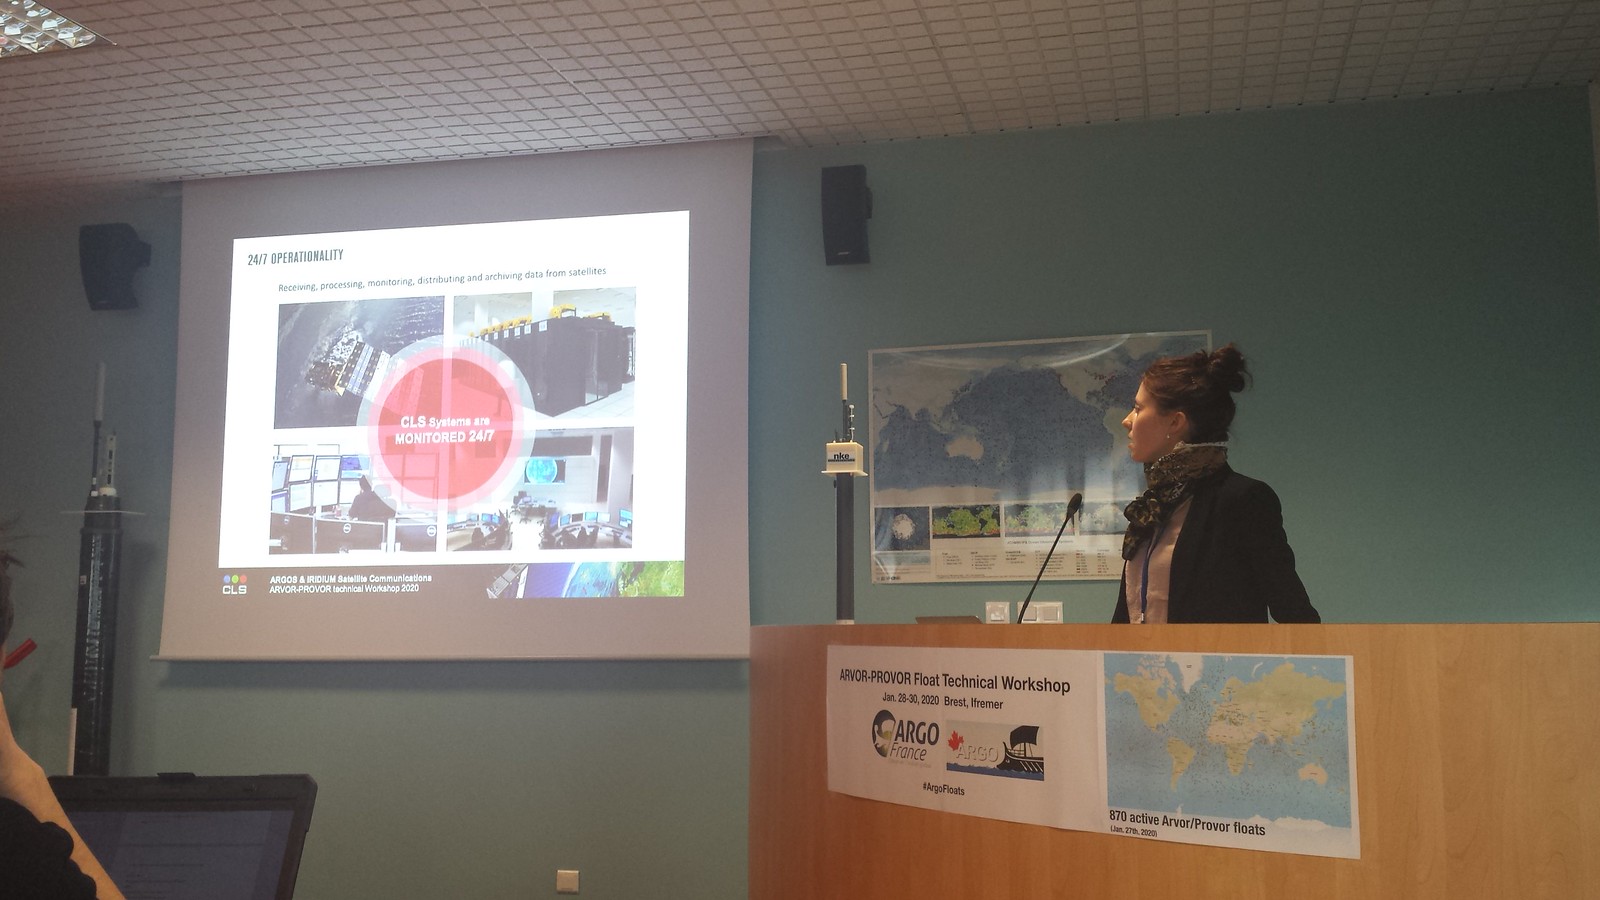 24/7 OPERATIONALITY
Receiving, processing, monitoring, distributing and archiving data from satellites
CLS Systems are
MONITORED 24/7
CLS
ARGOS & IRIDIUM Satellite Communications
ARVOR-PROVOR technical Workshop 2020
nke
ARVOR-PROVOR Float Technical Workshop
Jan. 28-30, 2020 Brest, Ifremer
ARGO
France
ARGO
#ArgoFloats
870 active Arvor/Provor floats
(Jan. 27th, 2020)